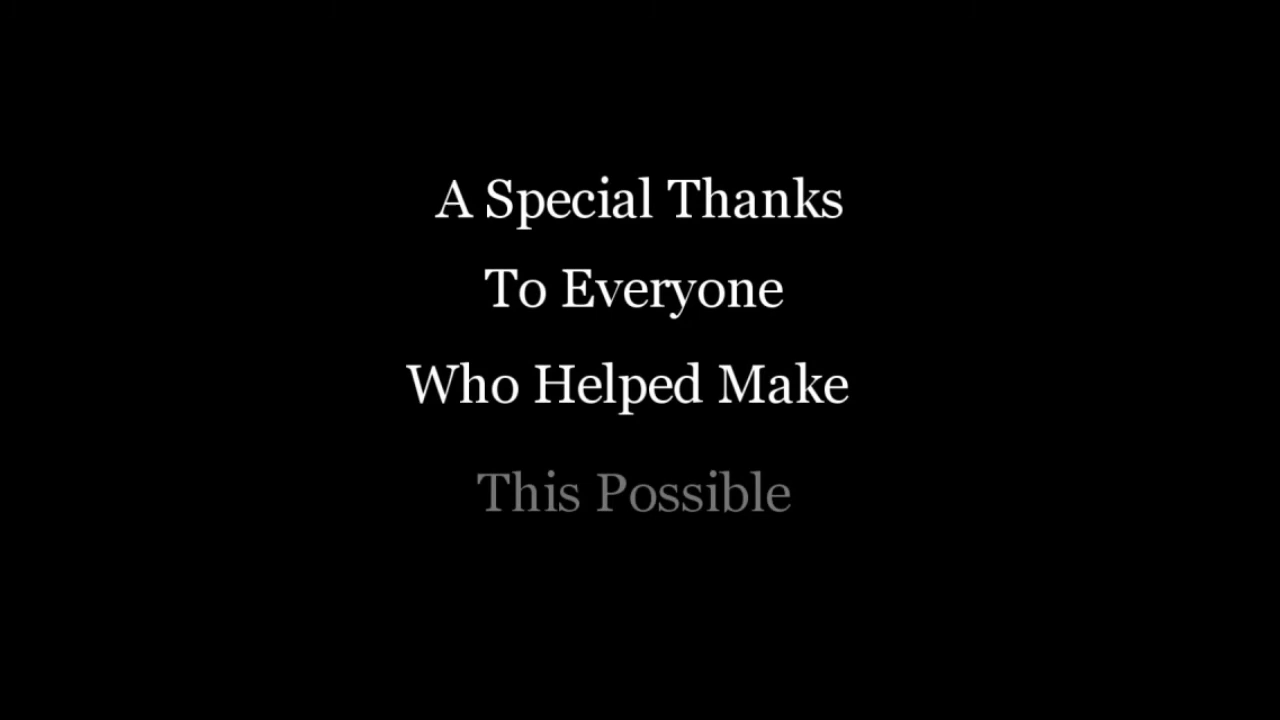 A Special Thanks
To Everyone
Who Helped Make
This Possible